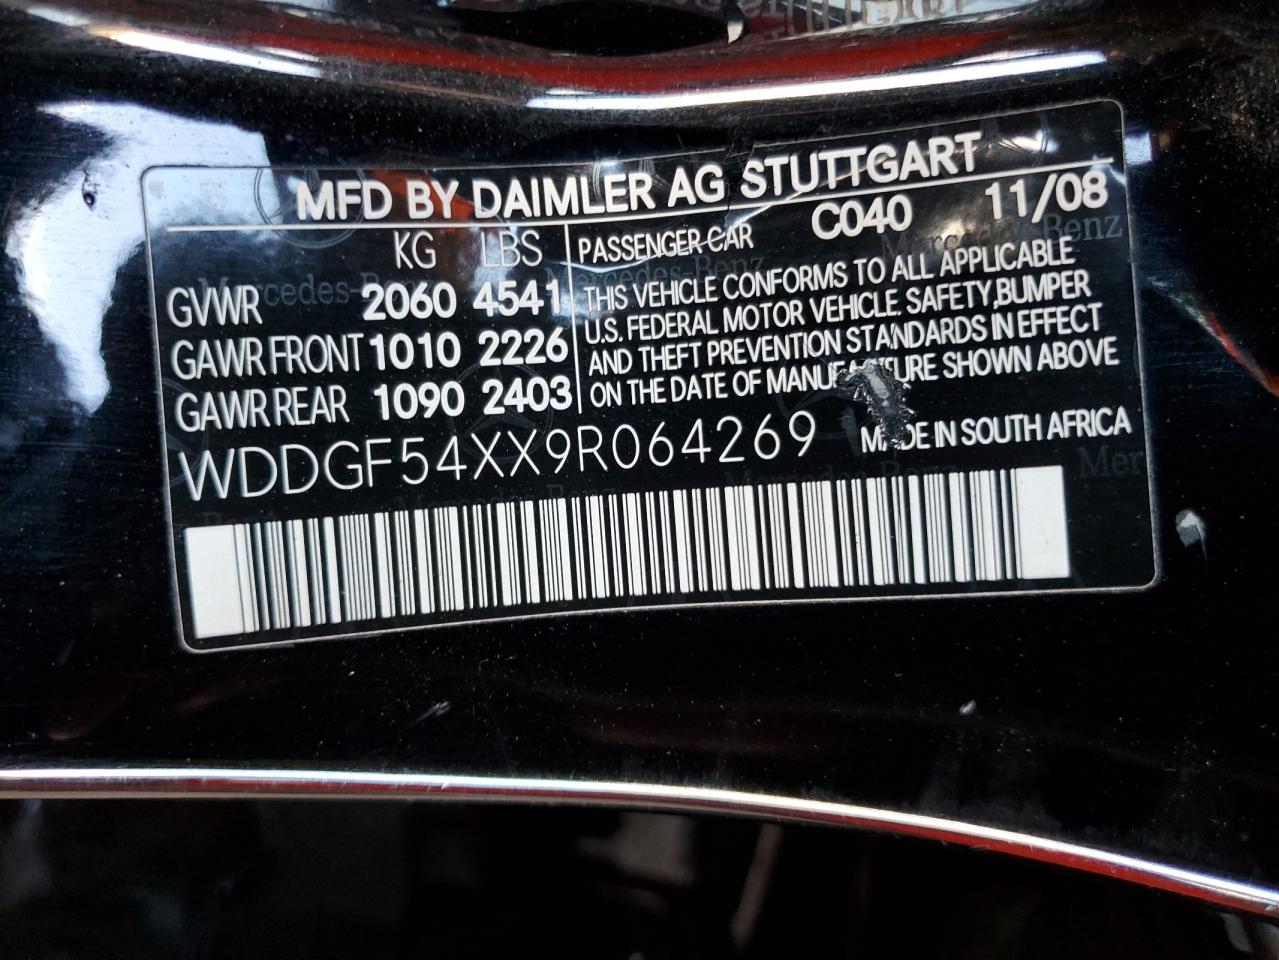 MFD BY DAIMLER AG STUTTGART
KG LBS
GVWR 2060 4541
GAWR FRONT 1010 2226
GAWR REAR 1090 2403
PASSENGER CAR C040 11/08
THIS VEHICLE CONFORMS TO ALL APPLICABLE
U.S. FEDERAL MOTOR VEHICLE SAFETY,BUMPER
AND THEFT PREVENTION STANDARDS IN EFFECT
ON THE DATE OF MANUFACTURE SHOWN ABOVE
WDDGF54XX9R064269 MADE IN SOUTH AFRICA